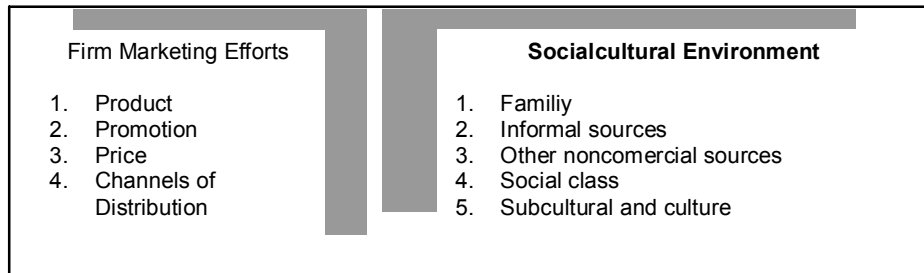 Firm Marketing Efforts
1. Product
2. Promotion
3. Price
4. Channels of
Distribution
Socialcultural Environment
1. Familiy
2. Informal sources
3. Other noncomercial sources
4. Social class
5. Subcultural and culture